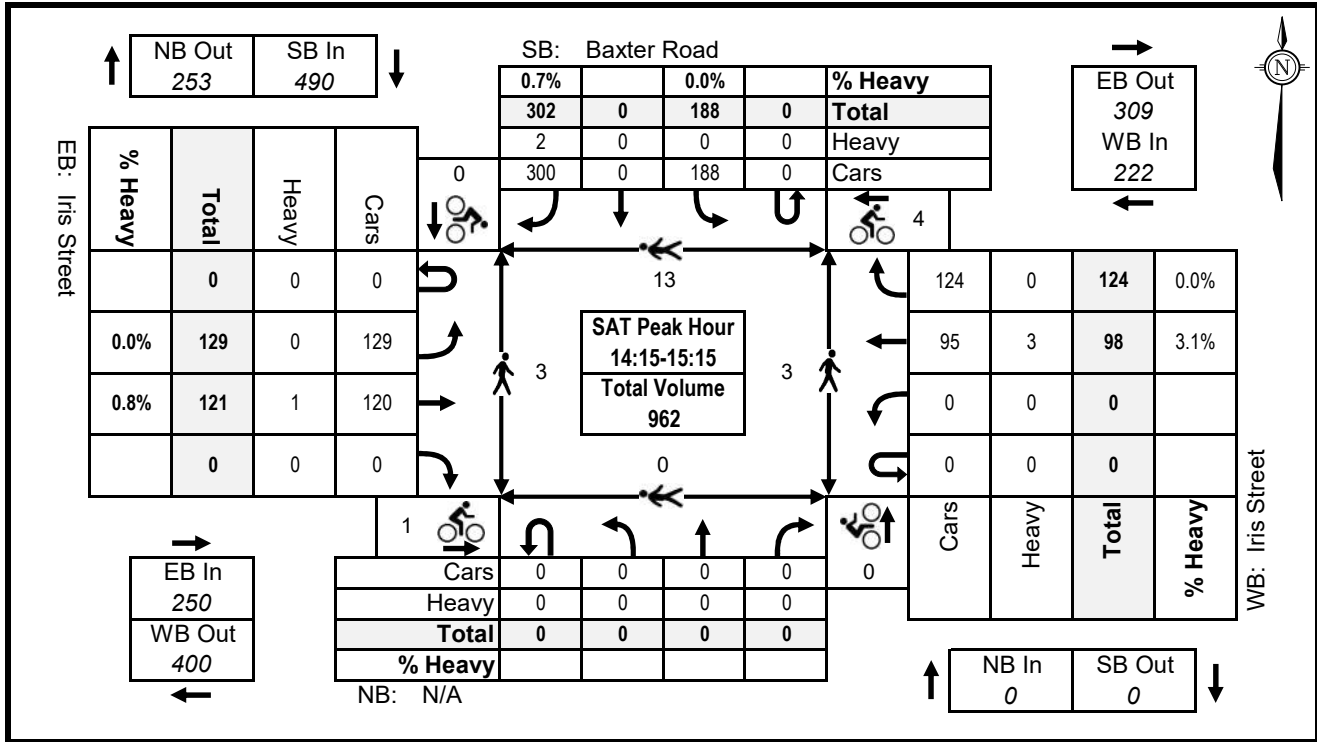 NB Out SB In
253 490
SB: Baxter Road
0.7% 0.0% % Heavy
302 0 188 0 Total
2 0 0 0 Heavy
300 0 188 0 Cars
EB Out
309
WB In
222
N
EB: Iris Street
% Heavy Total Heavy Cars
0
4
0 0 0
0.0% 129 0 129
0.8% 121 1 120
0 0 0
13
SAT Peak Hour
14:15-15:15
Total Volume
962
3
3
0
124 0 124 0.0%
95 3 98 3.1%
0 0 0
0 0 0
Cars Heavy Total % Heavy
WB: Iris Street
1
0
EB In
250
WB Out
400
Cars 0 0 0 0
Heavy 0 0 0 0
Total 0 0 0 0
% Heavy
NB: N/A
NB In SB Out
0 0